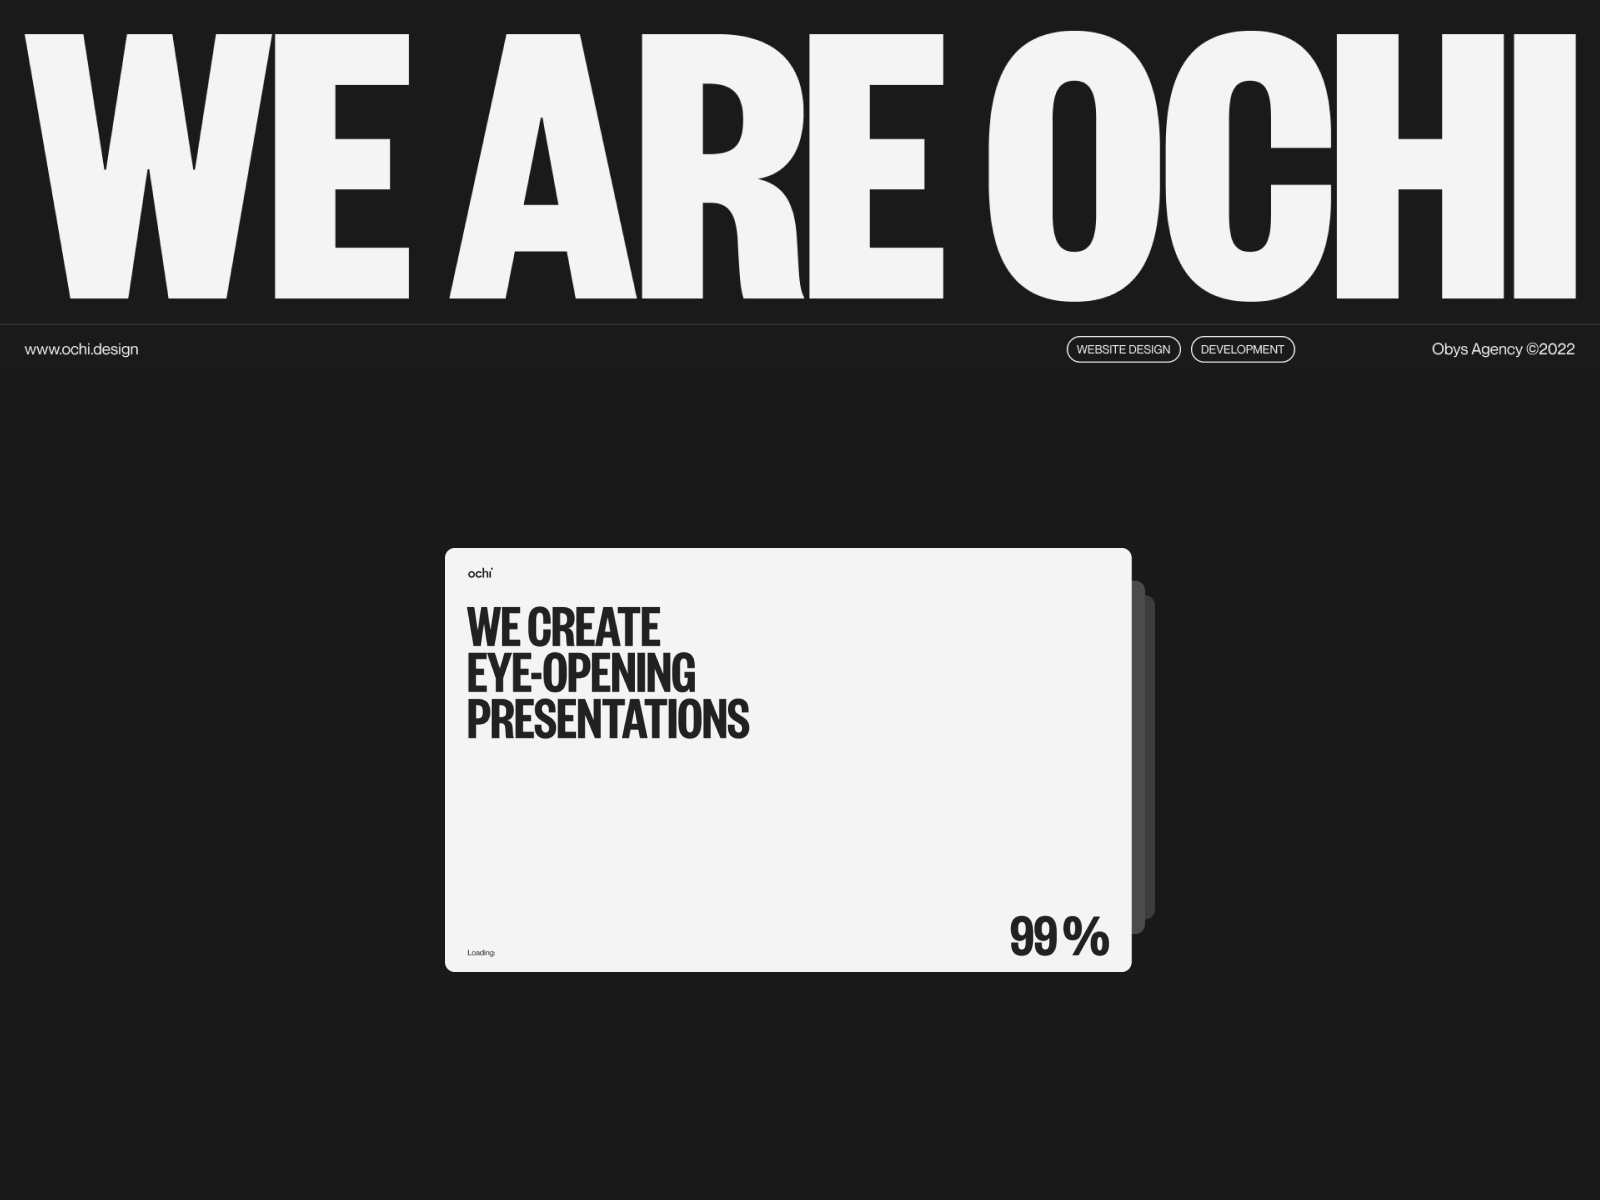 WE ARE OCHI
www.ochi.design
WEBSITE DESIGN
DEVELOPMENT
Obys Agency ©2022
ochi
WE CREATE
EYE-OPENING
PRESENTATIONS
Loading
99 %